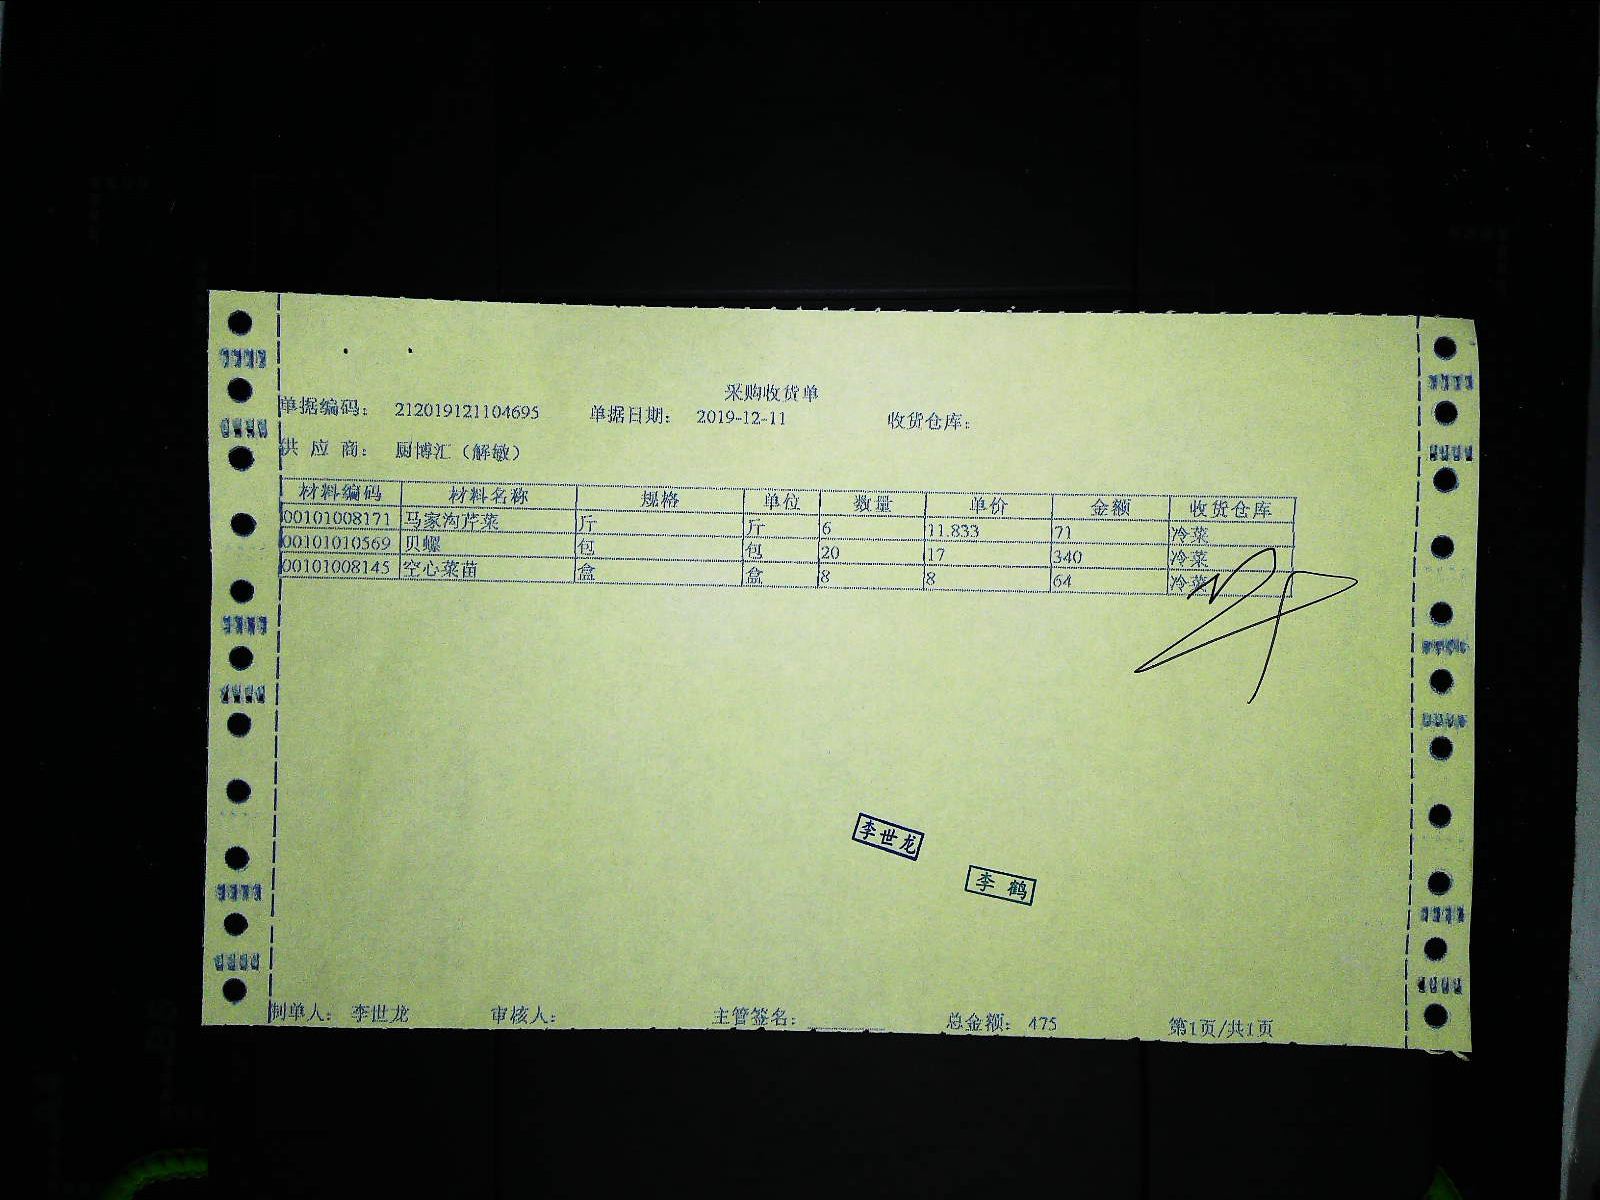 采购收货单
单据编码： 212019121104695 单据日期： 2019-12-11 收货仓库：
供 应 商： 厨博汇（解敏）
材料编码 材料名称 规格 单位 数量 单价 金额 收货仓库
00101008171 马家沟芹菜 斤 斤 6 11.833 71 冷菜
00101010569 贝螺 包 包 20 17 340 冷菜
00101008145 空心菜苗 盒 盒 8 8 64 冷菜
李世龙
李 鹤
制单人： 李世龙 审核人： 主管签名： 总金额： 475 第1页/共1页